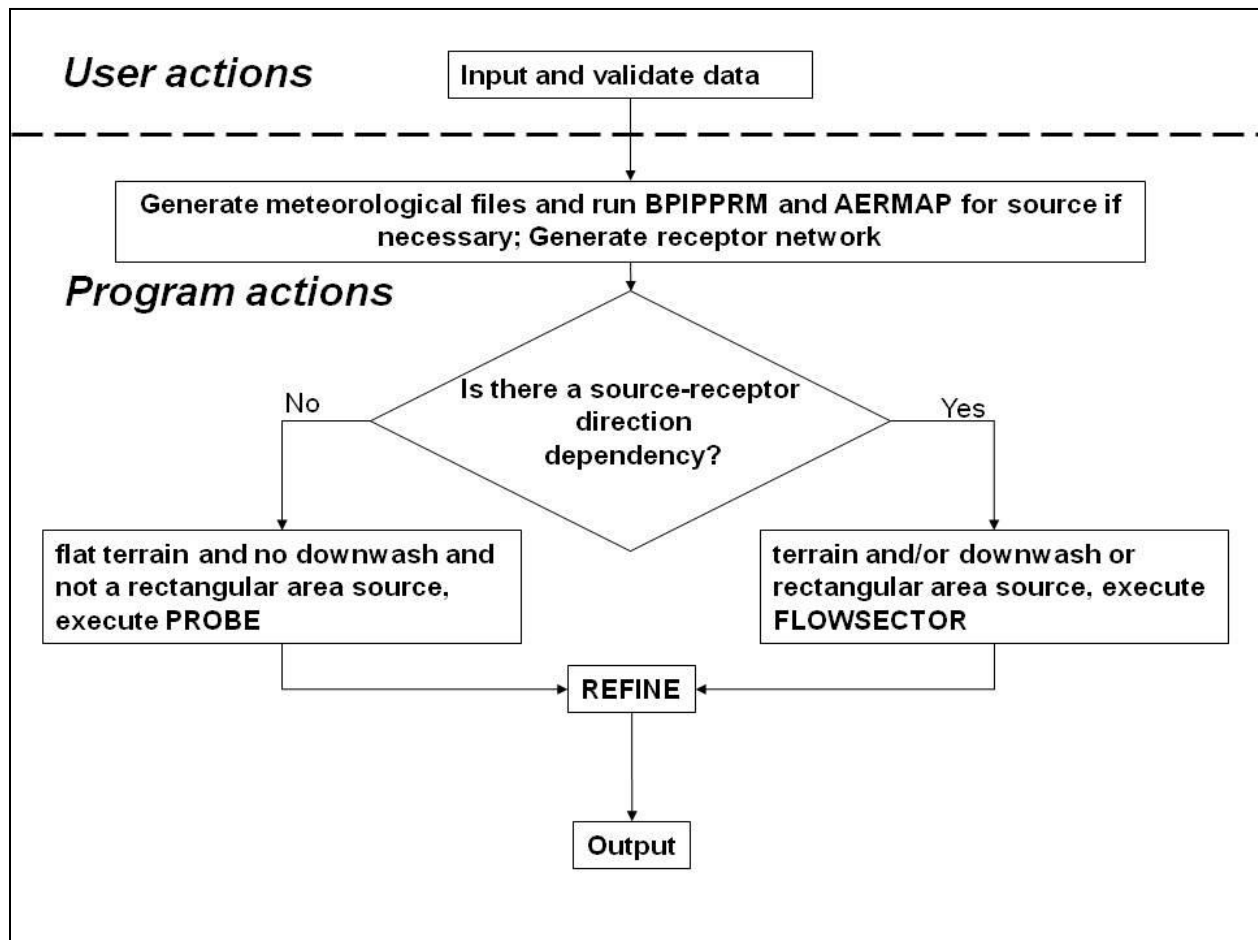 User actions
Input and validate data
Generate meteorological files and run BPIPPRM and AERMAP for source if
necessary; Generate receptor network
Program actions
Is there a source-receptor
direction
dependency?
No
Yes
flat terrain and no downwash and
not a rectangular area source,
execute PROBE
terrain and/or downwash or
rectangular area source, execute
FLOWSECTOR
REFINE
Output